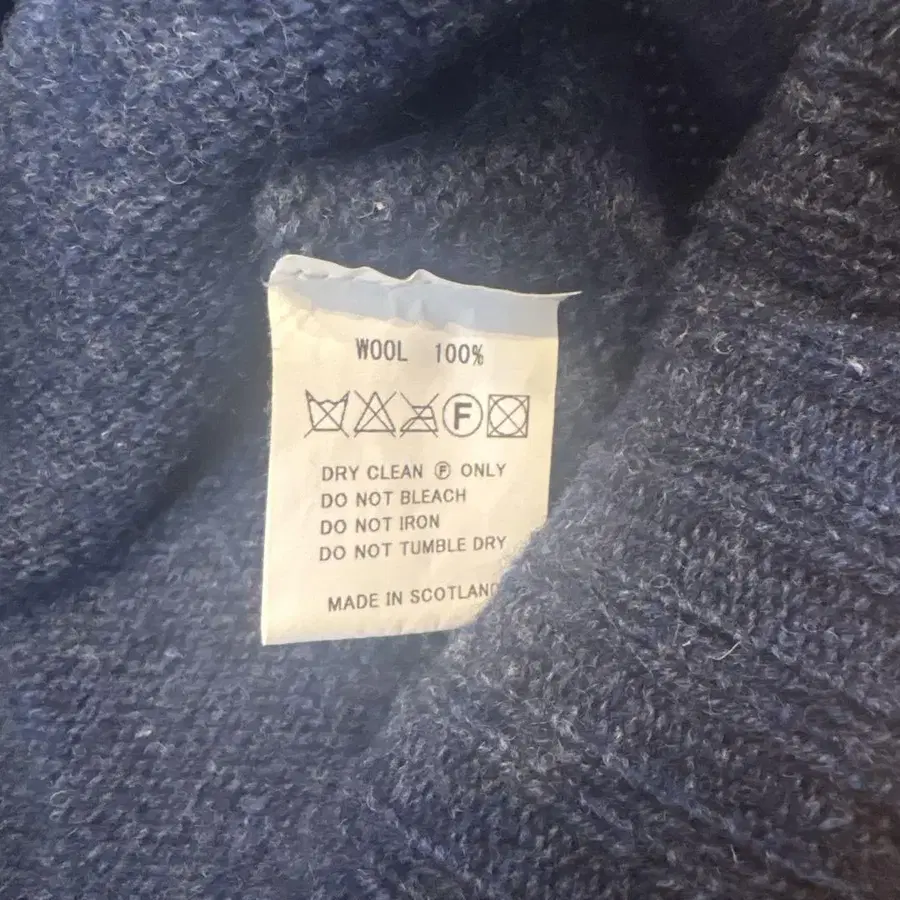 WOOL 100%
F
DRY CLEAN Ⓕ ONLY
DO NOT BLEACH
DO NOT IRON
DO NOT TUMBLE DRY
MADE IN SCOTLAND